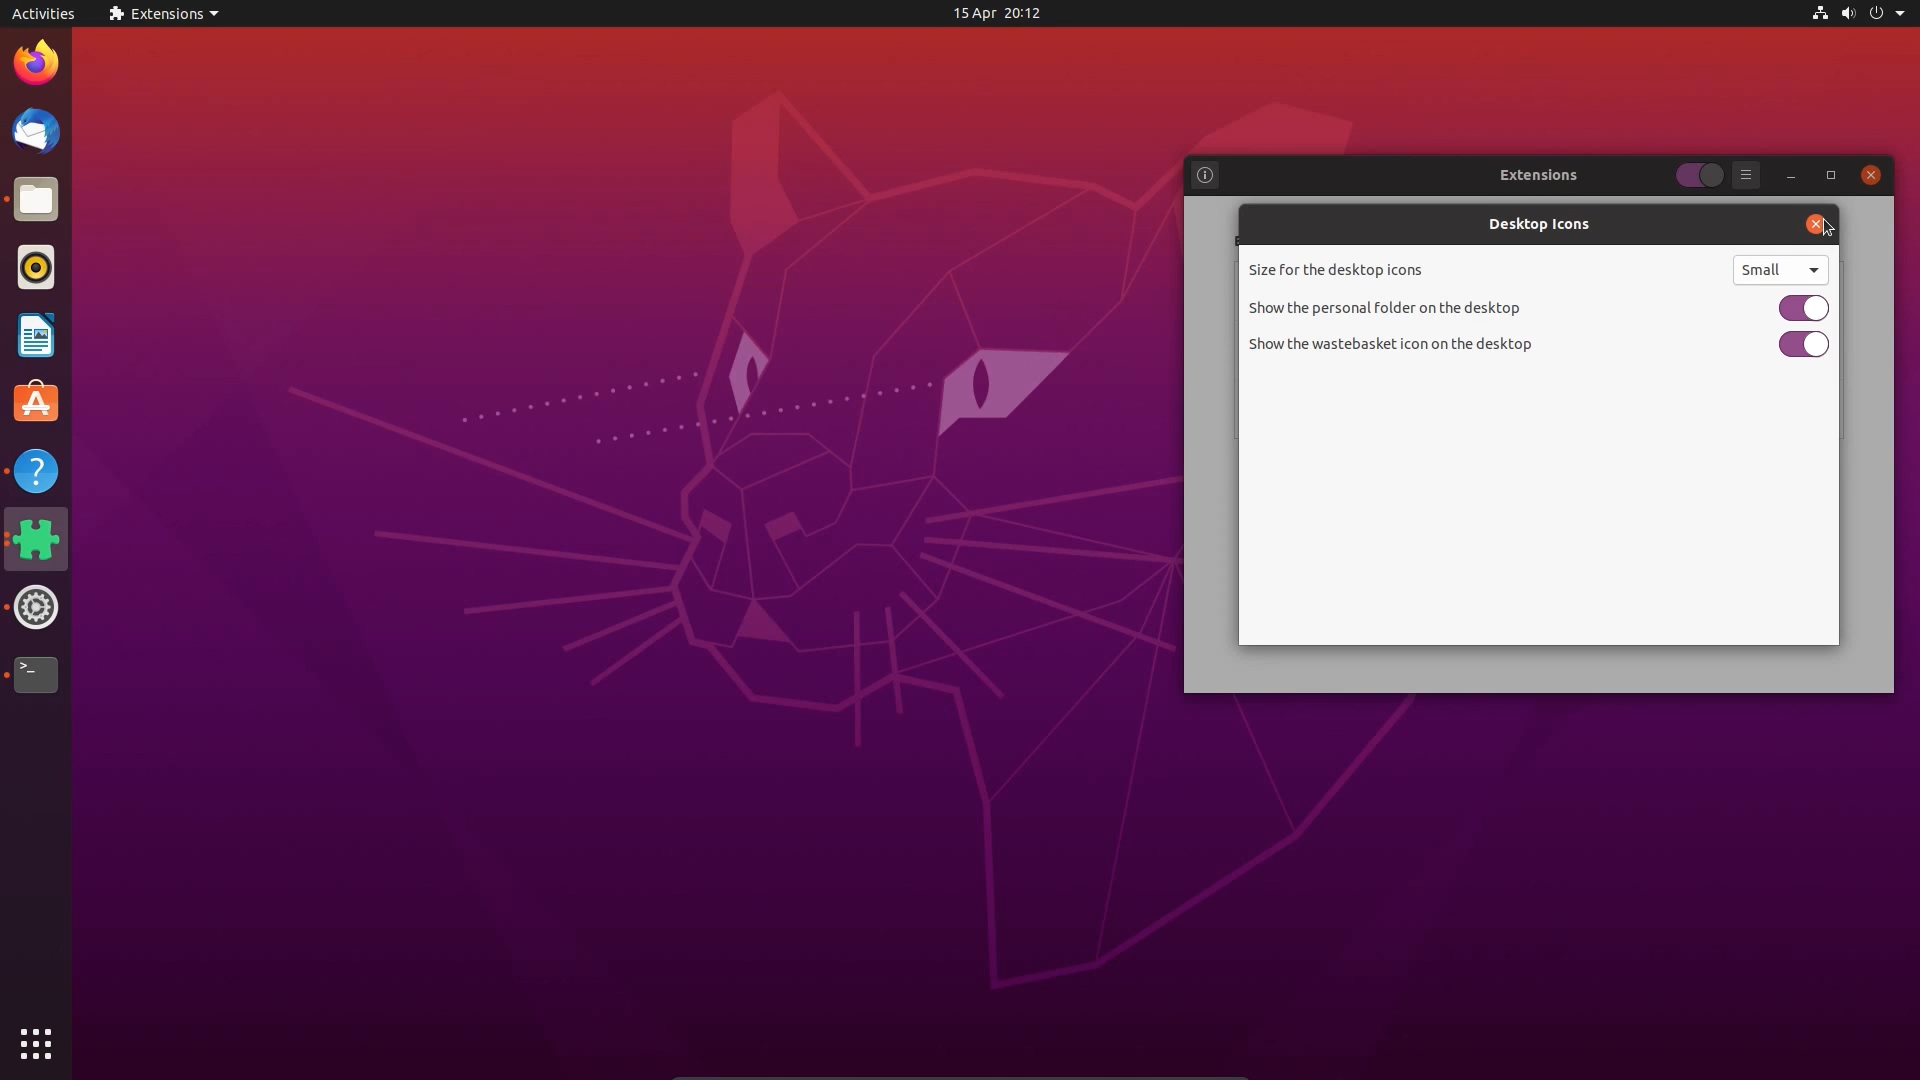 Activities
Extensions
15 Apr 20:12
Extensions
Desktop Icons
Size for the desktop icons
Small
Show the personal folder on the desktop
Show the wastebasket icon on the desktop
>_